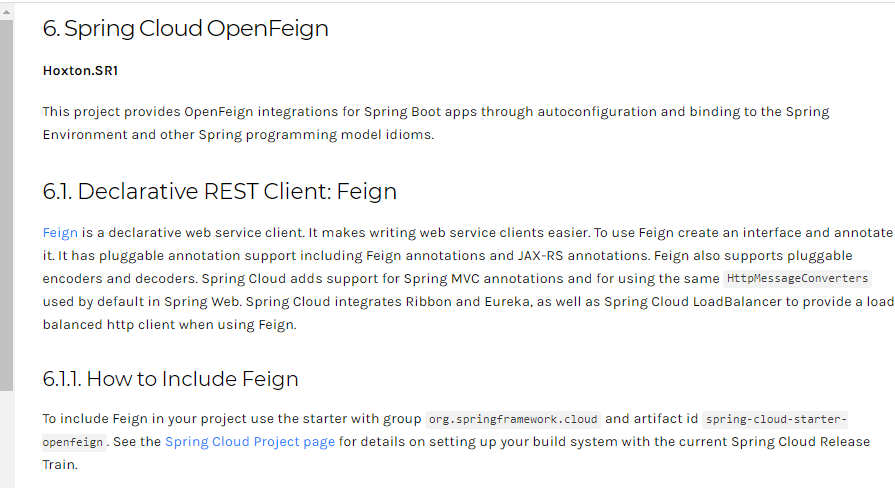 6. Spring Cloud OpenFeign
Hoxton.SR1
This project provides OpenFeign integrations for Spring Boot apps through autoconfiguration and binding to the Spring
Environment and other Spring programming model idioms.
6.1. Declarative REST Client: Feign
Feign is a declarative web service client. It makes writing web service clients easier. To use Feign create an interface and annotate
it. It has pluggable annotation support including Feign annotations and JAX-RS annotations. Feign also supports pluggable
encoders and decoders. Spring Cloud adds support for Spring MVC annotations and for using the same HttpMessageConverters
used by default in Spring Web. Spring Cloud integrates Ribbon and Eureka, as well as Spring Cloud LoadBalancer to provide a load
balanced http client when using Feign.
6.1.1. How to Include Feign
To include Feign in your project use the starter with group org.springframework.cloud and artifact id spring-cloud-starter-
openfeign. See the Spring Cloud Project page for details on setting up your build system with the current Spring Cloud Release
Train.